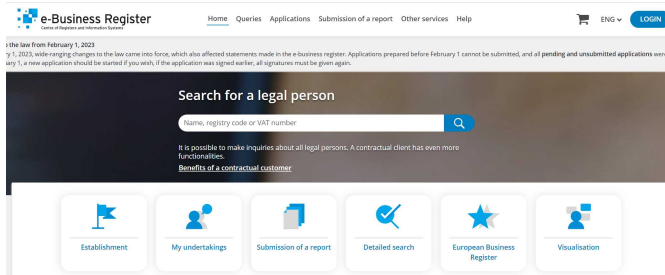 e-Business Register
Centre of Registers and Information Systems
Home Queries Applications Submission of a report Other services Help
ENG
LOGIN
the law from February 1, 2023
1, 2023, wide-ranging changes to the law came into force, which also affected statements made in the e-business register. Applications prepared before February 1 cannot be submitted, and all pending and unsubmitted applications wer
1, a new application should be started if you wish, if the application was signed earlier, all signatures must be given again.
Search for a legal person
Name, registry code or VAT number
It is possible to make inquiries about all legal persons. A contractual client has even more
functionalities.
Benefits of a contractual customer
Establishment
My undertakings
Submission of a report
Detailed search
European Business
Register
Visualisation